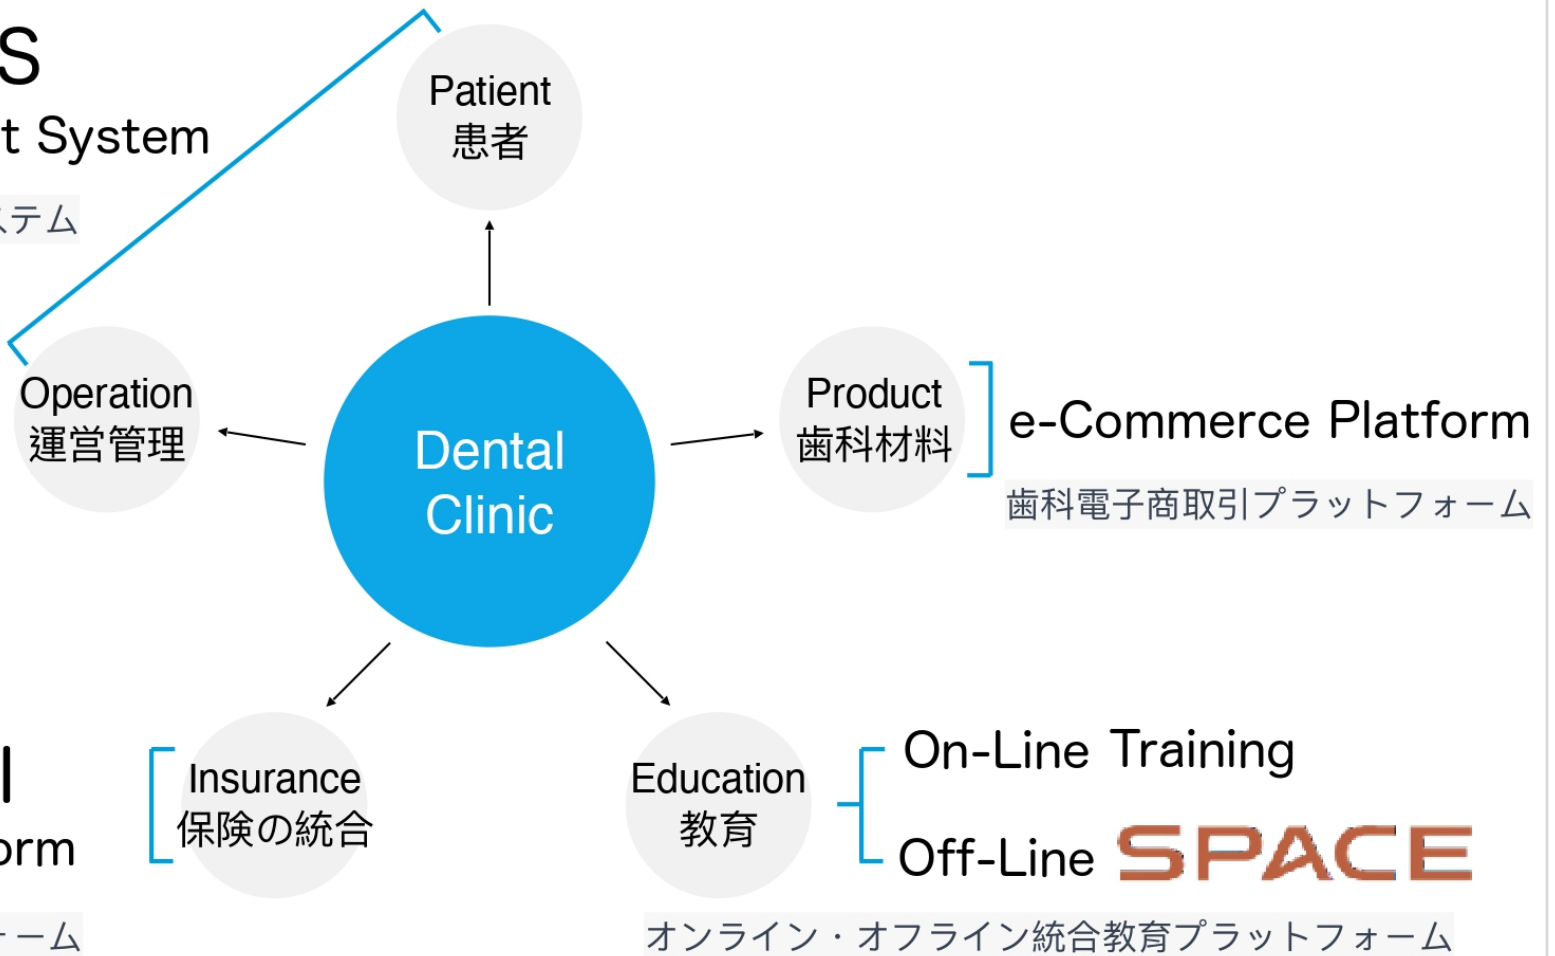 S
t System
ステム
Patient
患者
Operation
運営管理
Dental
Clinic
Product
歯科材料
e-Commerce Platform
歯科電子商取引プラットフォーム
Insurance
保険の統合
orm
ォーム
Education
教育
On-Line Training
Off-Line SPACE
オンライン・オフライン統合教育プラットフォーム